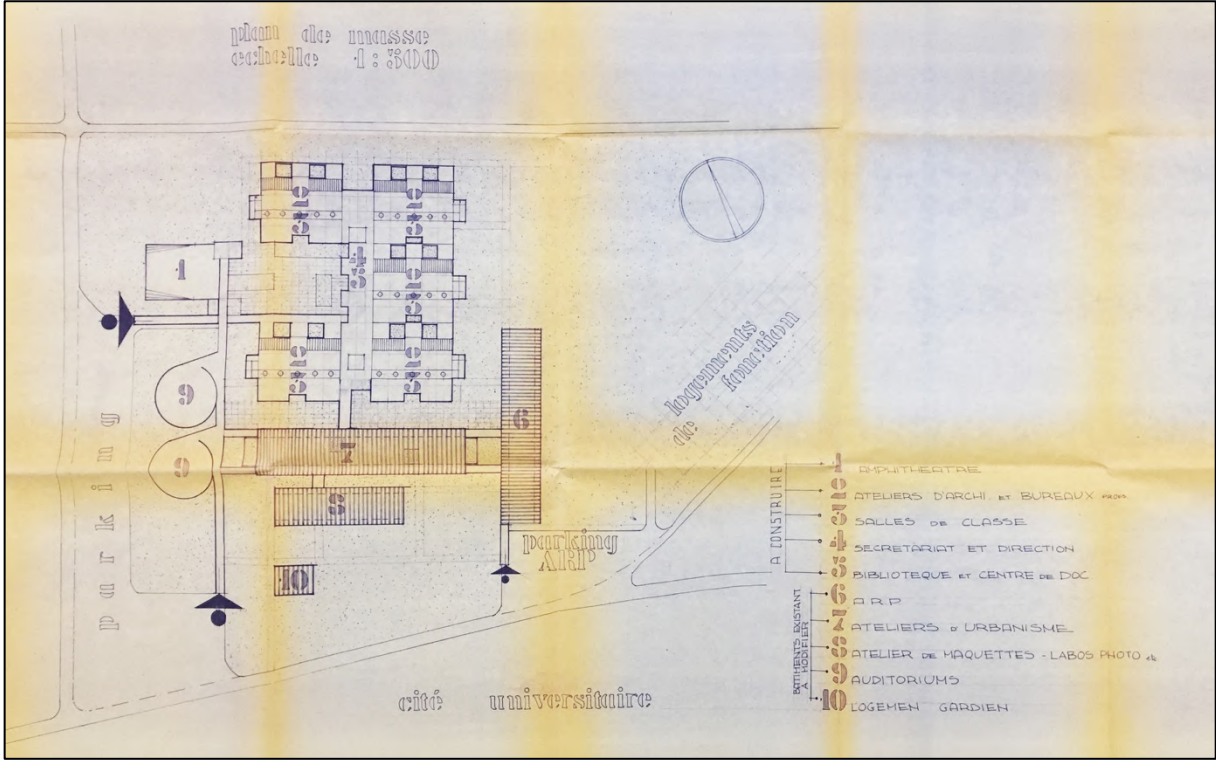 plan de masse
echelle 1:500
1
9
9
6
7
8
10
parking
parking
ARP
logements
de fonction
cité universitaire
A CONSTRUIRE
1 AMPHITHEATRE
2 ATELIERS D'ARCHI. ET BUREAUX
3 SALLES DE CLASSE
4 SECRETARIAT ET DIRECTION
5 BIBLIOTEQUE ET CENTRE DE DOC
BATIMENTS EXISTANT
A MODIFIER
6 A.R.P.
7 ATELIERS D'URBANISME
8 ATELIER DE MAQUETTES - LABOS PHOTO
9 AUDITORIUMS
10 LOGEMEN GARDIEN